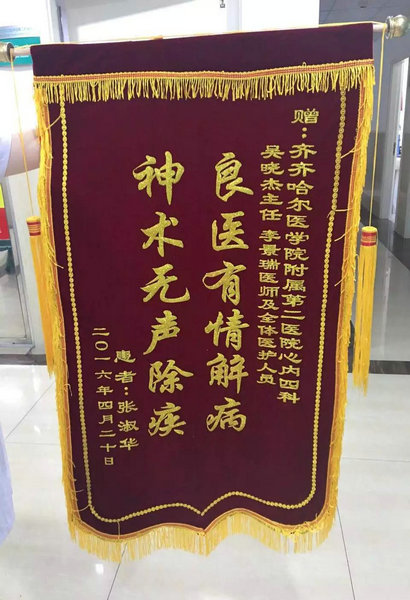 赠：齐齐哈尔医学院附属第二医院心内四科
吴晓杰主任 李景瑞医师及全体医护人员
良医有情解病
神术无声除疾
患者：张淑华
二〇一六年四月二十日